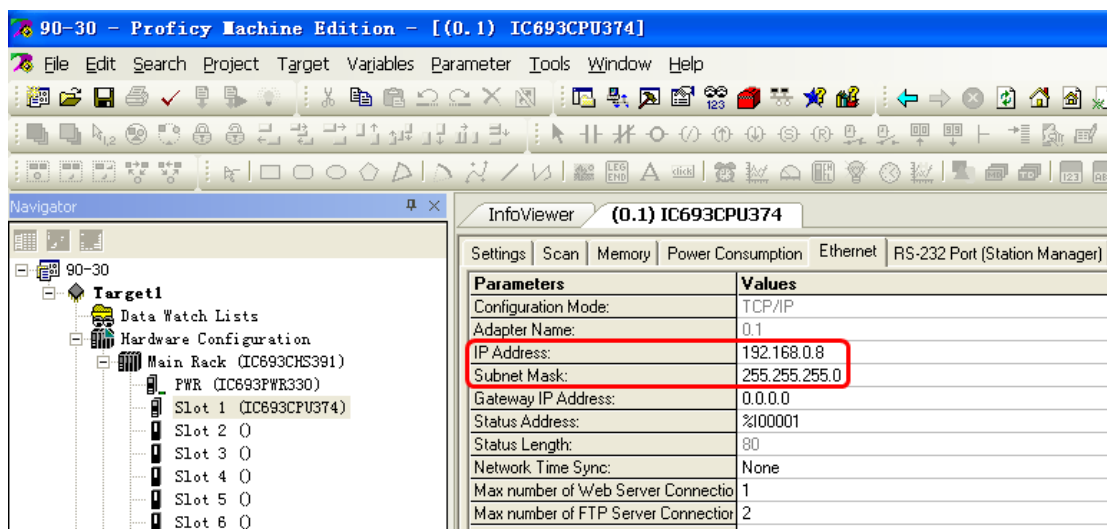 90-30 - Proficy Machine Edition - [(0.1) IC693CPU374]
File Edit Search Project Target Variables Parameter Tools Window Help
Navigator
InfoViewer (0.1) IC693CPU374
Settings Scan Memory Power Consumption Ethernet RS-232 Port (Station Manager)
90-30
Target1
Data Watch Lists
Hardware Configuration
Main Rack (IC693CHS391)
PWR (IC693PWR330)
Slot 1 (IC693CPU374)
Slot 2 ()
Slot 3 ()
Slot 4 ()
Slot 5 ()
Slot 6 ()
Parameters Values
Configuration Mode: TCP/IP
Adapter Name: 0.1
IP Address: 192.168.0.8
Subnet Mask: 255.255.255.0
Gateway IP Address: 0.0.0.0
Status Address: %I00001
Status Length: 80
Network Time Sync: None
Max number of Web Server Connectio 1
Max number of FTP Server Connection 2